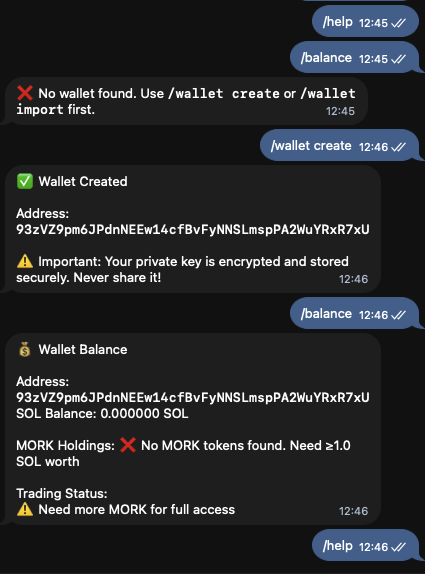 /help 12:45
/balance 12:45
❌ No wallet found. Use /wallet create or /wallet
import first.
12:45
/wallet create 12:46
✅ Wallet Created
Address:
93zVZ9pm6JPdnNEEw14cfBvFyNNSLmspPA2WuYRxR7xU
⚠️ Important: Your private key is encrypted and stored
securely. Never share it!
12:46
/balance 12:46
💰 Wallet Balance
Address:
93zVZ9pm6JPdnNEEw14cfBvFyNNSLmspPA2WuYRxR7xU
SOL Balance: 0.000000 SOL
MORK Holdings: ❌ No MORK tokens found. Need ≥1.0
SOL worth
Trading Status:
⚠️ Need more MORK for full access
12:46
/help 12:46